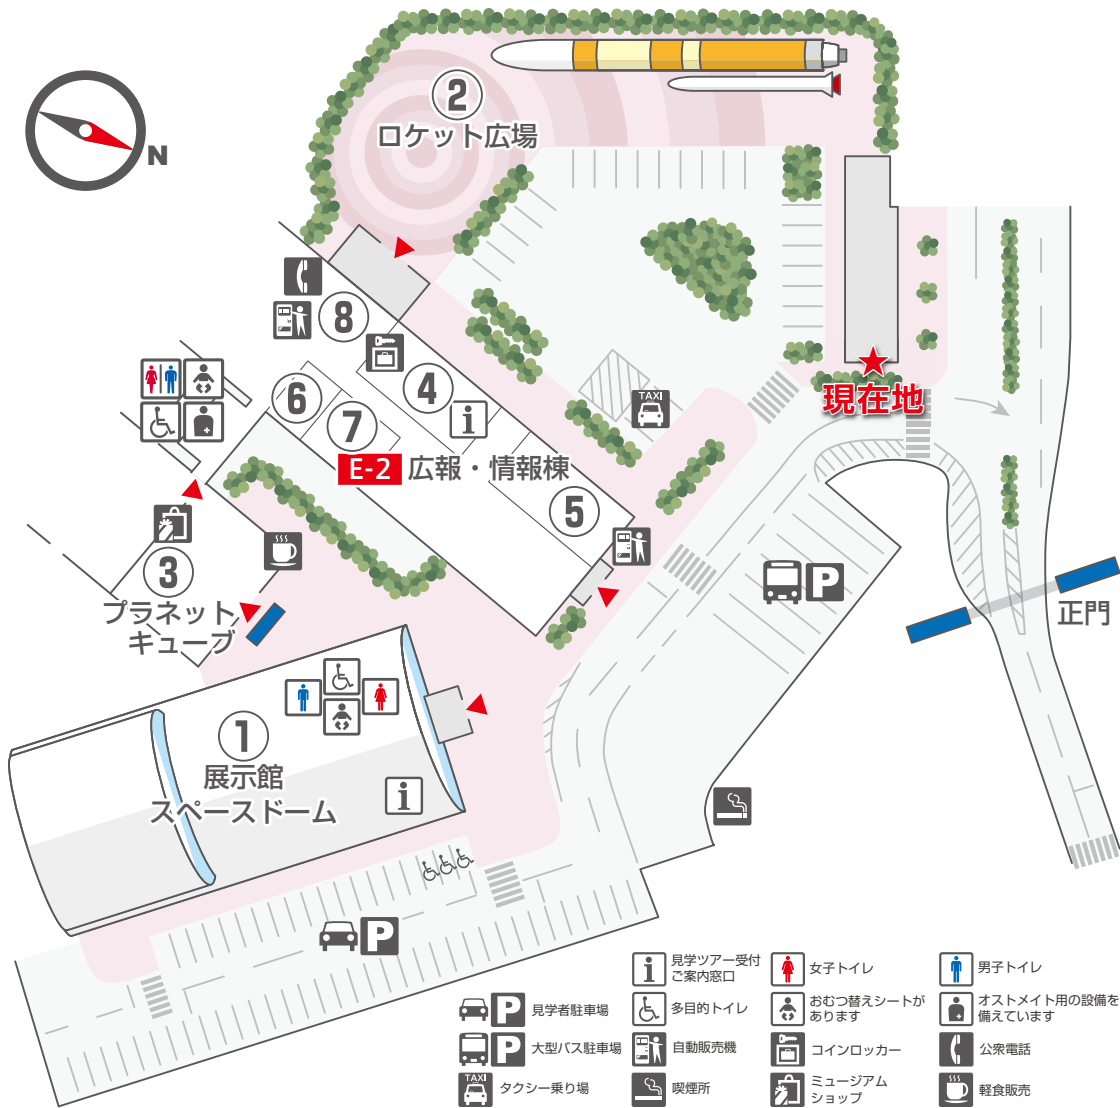 N
2
ロケット広場
8
6
4
7
TAXI
現在地
E-2 広報・情報棟
5
3
プラネット
キューブ
P
正門
1
展示館
スペースドーム
P
見学ツアー受付
ご案内窓口
女子トイレ
男子トイレ
P 見学者駐車場
多目的トイレ
おむつ替えシートが
あります
オストメイト用の設備を
備えています
P 大型バス駐車場
自動販売機
コインロッカー
公衆電話
TAXI
タクシー乗り場
喫煙所
ミュージアム
ショップ
軽食販売